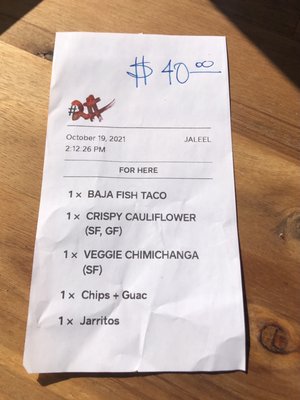 $ 40.00
October 19, 2021 JALEEL
2:12:26 PM
FOR HERE
1 × BAJA FISH TACO
1 × CRISPY CAULIFLOWER
(SF, GF)
1 × VEGGIE CHIMICHANGA
(SF)
1 × Chips + Guac
1 × Jarritos